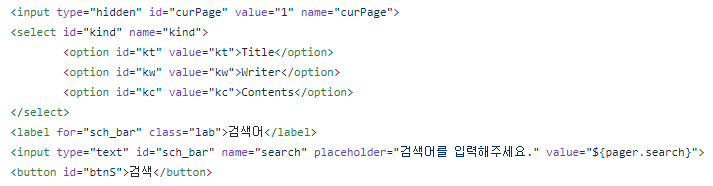 <input type="hidden" id="curPage" value="1" name="curPage">
<select id="kind" name="kind">
<option id="kt" value="kt">Title</option>
<option id="kw" value="kw">Writer</option>
<option id="kc" value="kc">Contents</option>
</select>
<label for="sch_bar" class="lab">검색어</label>
<input type="text" id="sch_bar" name="search" placeholder="검색어를 입력해주세요." value="${pager.search}">
<button id="btnS">검색</button>